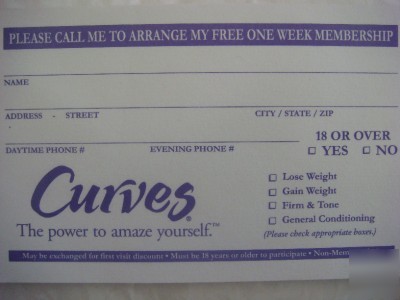 PLEASE CALL ME TO ARRANGE MY FREE ONE WEEK MEMBERSHIP
NAME
ADDRESS - STREET CITY / STATE / ZIP
18 OR OVER
DAYTIME PHONE # EVENING PHONE # □ YES □ NO
Curves®
The power to amaze yourself.™
□ Lose Weight
□ Gain Weight
□ Firm & Tone
□ General Conditioning
(Please check appropriate boxes.)
May be exchanged for first visit discount • Must be 18 years or older to participate •